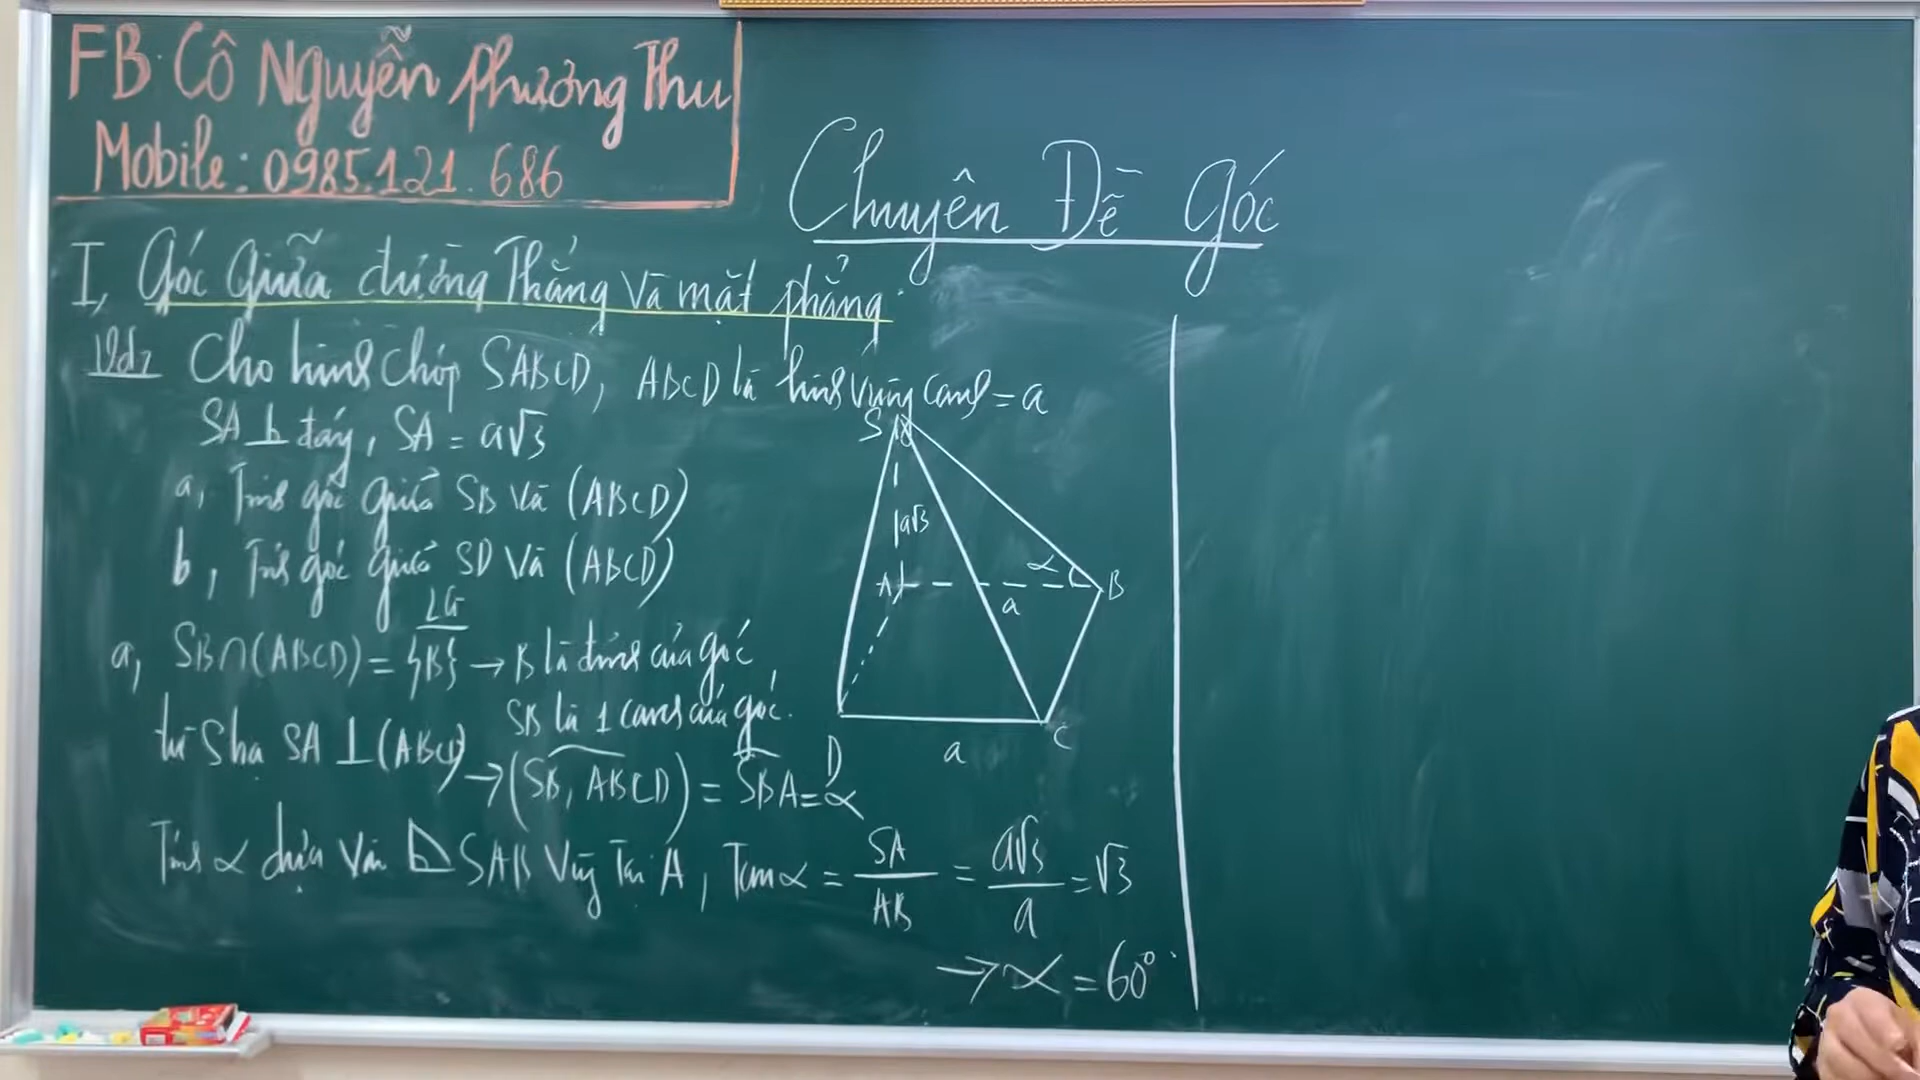 FB: Cô Nguyễn Phương Thu
Mobile: 0985.121.686
Chuyên Đề Góc
I, Góc giữa đường thẳng và mặt phẳng:
Vd1 Cho hình chóp SABCD, ABCD là hình vuông cạnh = a
SA ⊥ đáy, SA = a√3
a, Tính góc giữa SB và (ABCD)
b, Tính góc giữa SD và (ABCD)
LG
a, SB∩(ABCD) = {B} → B là đỉnh của góc
SB là 1 cạnh của góc.
từ S hạ SA ⊥ (ABCD) → (SB, ABCD) = SBA = α
Tính α dựa vào ⊿SAB vuông tại A, Tan α = SA/AB = a√3/a = √3
→ α = 60°
S
a√3
A
α
B
a
D
a
C